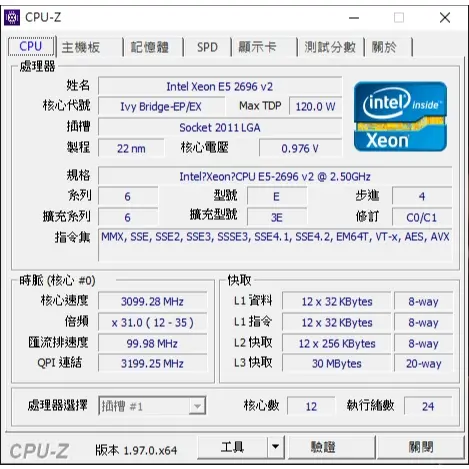 CPU-Z
CPU 主機板 記憶體 SPD 顯示卡 測試分數 關於
處理器
姓名 Intel Xeon E5 2696 v2
核心代號 Ivy Bridge-EP/EX Max TDP 120.0 W
插槽 Socket 2011 LGA
製程 22 nm 核心電壓 0.976 V
intel inside™
Xeon
規格 Intel?Xeon?CPU E5-2696 v2 @ 2.50GHz
系列 6 型號 E 步進 4
擴充系列 6 擴充型號 3E 修訂 C0/C1
指令集 MMX, SSE, SSE2, SSE3, SSSE3, SSE4.1, SSE4.2, EM64T, VT-x, AES, AVX
時脈 (核心 #0)
核心速度 3099.28 MHz
倍頻 x 31.0 ( 12 - 35 )
匯流排速度 99.98 MHz
QPI 連結 3199.25 MHz
快取
L1 資料 12 x 32 KBytes 8-way
L1 指令 12 x 32 KBytes 8-way
L2 快取 12 x 256 KBytes 8-way
L3 快取 30 MBytes 20-way
處理器選擇 插槽 #1 核心數 12 執行緒數 24
CPU-Z 版本 1.97.0.x64 工具 驗證 關閉